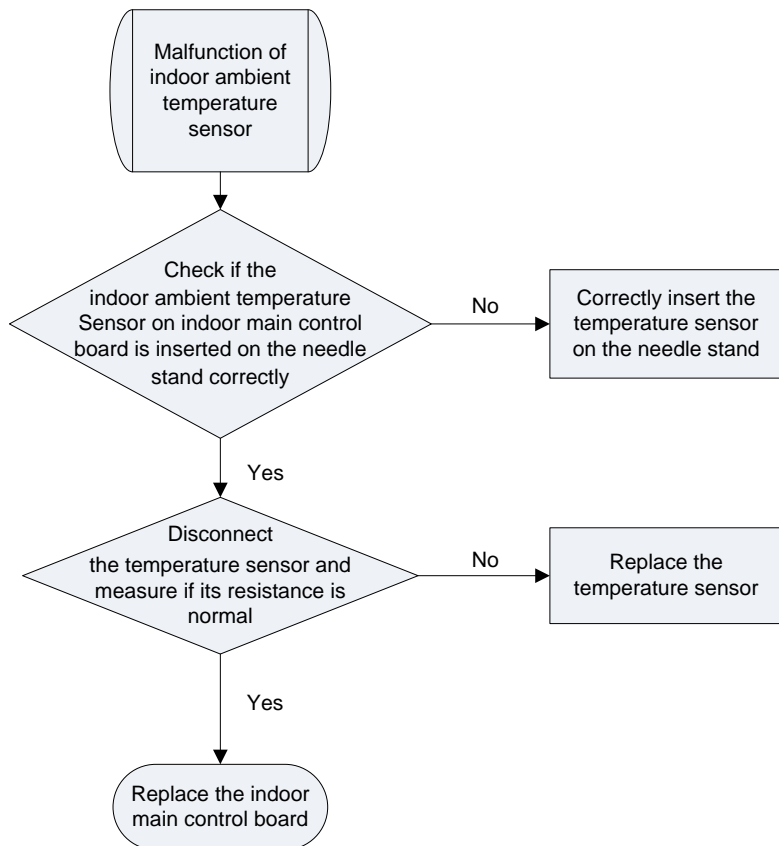 Malfunction of
indoor ambient
temperature
sensor
Check if the
indoor ambient temperature
Sensor on indoor main control
board is inserted on the needle
stand correctly
No
Correctly insert the
temperature sensor
on the needle stand
Yes
Disconnect
the temperature sensor and
measure if its resistance is
normal
No
Replace the
temperature sensor
Yes
Replace the indoor
main control board